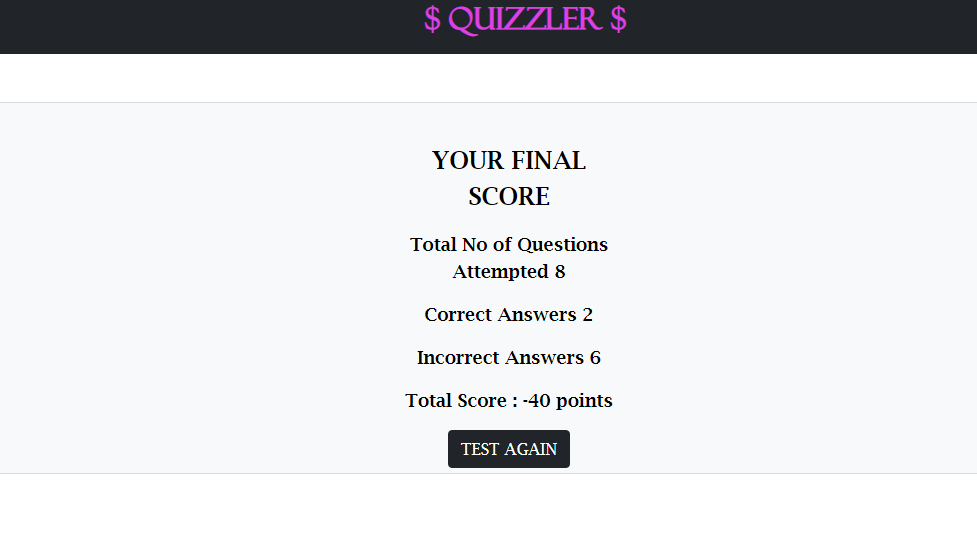 $ QUIZZLER $
YOUR FINAL
SCORE
Total No of Questions
Attempted 8
Correct Answers 2
Incorrect Answers 6
Total Score : -40 points
TEST AGAIN